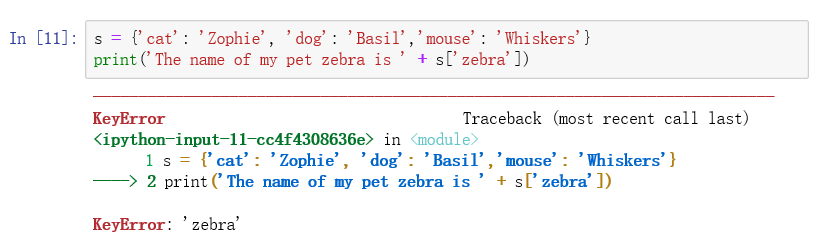 In [11]: s = {'cat': 'Zophie', 'dog': 'Basil','mouse': 'Whiskers'}
print('The name of my pet zebra is ' + s['zebra'])
---------------------------------------------------------------------------
KeyError                                  Traceback (most recent call last)
<ipython-input-11-cc4f4308636e> in <module>
      1 s = {'cat': 'Zophie', 'dog': 'Basil','mouse': 'Whiskers'}
----> 2 print('The name of my pet zebra is ' + s['zebra'])
KeyError: 'zebra'